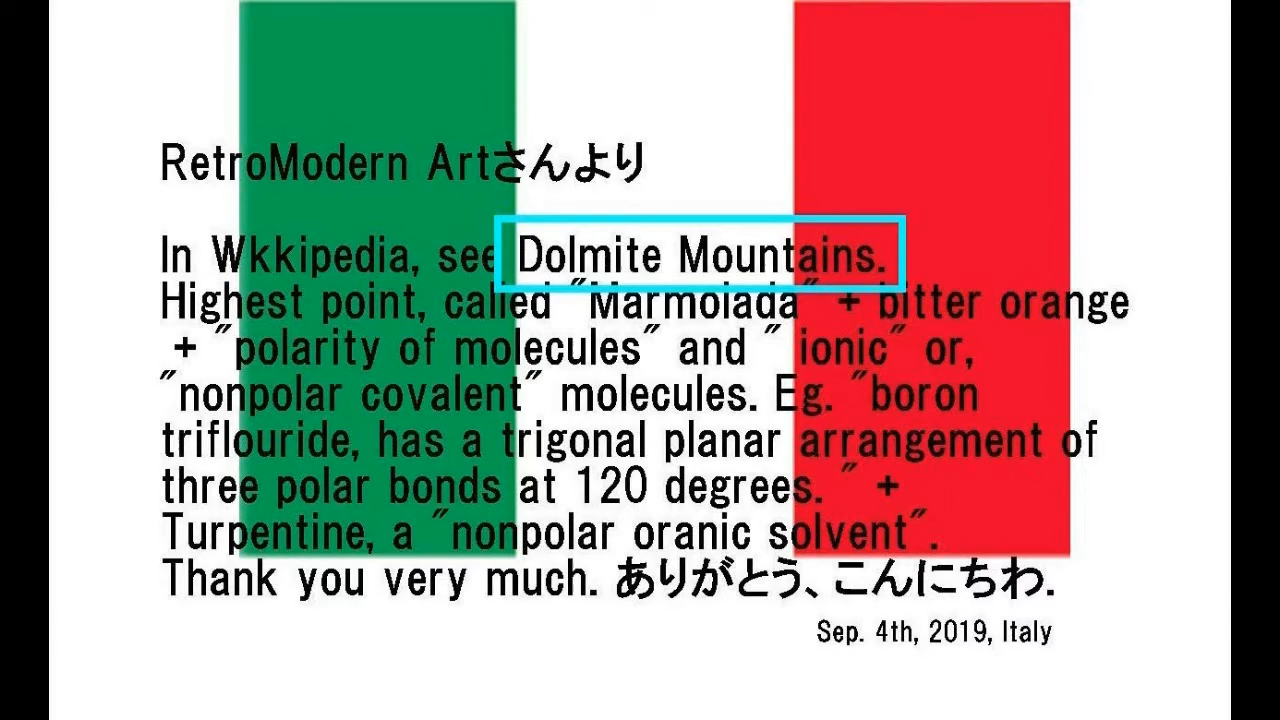 RetroModern Artさんより
In Wkkipedia, see Dolmite Mountains.
Highest point, called "Marmolada" + bitter orange
+ "polarity of molecules" and " ionic" or,
"nonpolar covalent" molecules. Eg. "boron
triflouride, has a trigonal planar arrangement of
three polar bonds at 120 degrees. " +
Turpentine, a "nonpolar oranic solvent".
Thank you very much. ありがとう、こんにちわ.
Sep. 4th, 2019, Italy